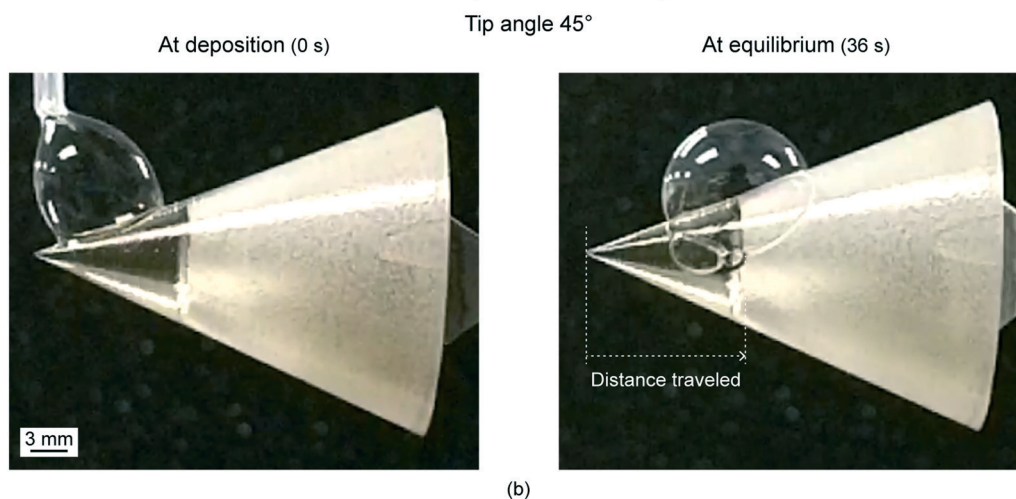 Tip angle 45°
At deposition (0 s)
At equilibrium (36 s)
3 mm
Distance traveled
(b)